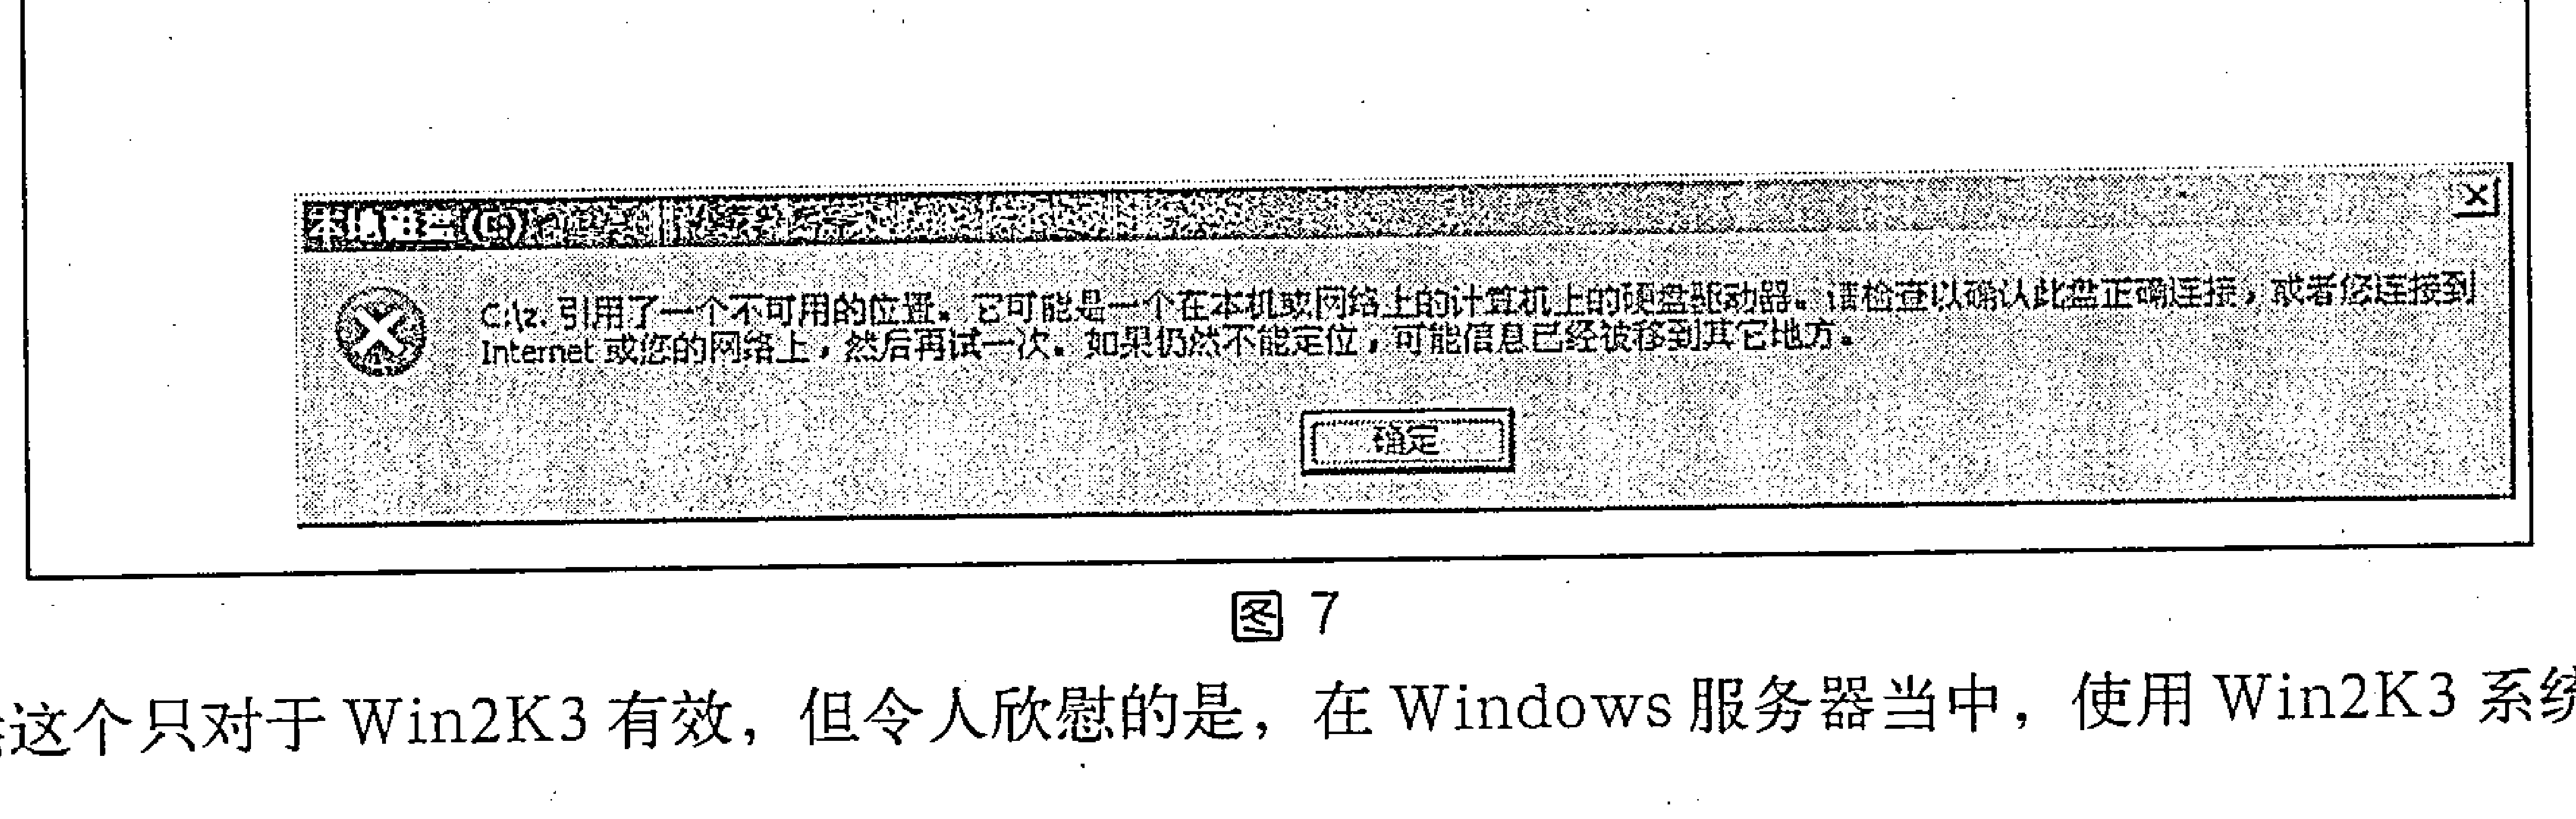 本地磁盘 (C:)
C:\z. 引用了一个不可用的位置。它可能是一个在本机或网络上的计算机上的硬盘驱动器。请检查以确认此盘正确连接，或者您连接到
Internet 或您的网络上，然后再试一次。如果仍然不能定位，可能信息已经被移到其它地方。
确定
图 7
这个只对于 Win2K3 有效，但令人欣慰的是，在 Windows 服务器当中，使用 Win2K3 系统